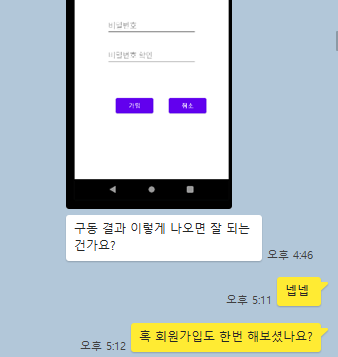 비밀번호
비밀번호 확인
가입
취소
구동 결과 이렇게 나오면 잘 되는
건가요?
오후 4:46
오후 5:11
넵넵
오후 5:12
혹 회원가입도 한번 해보셨나요?